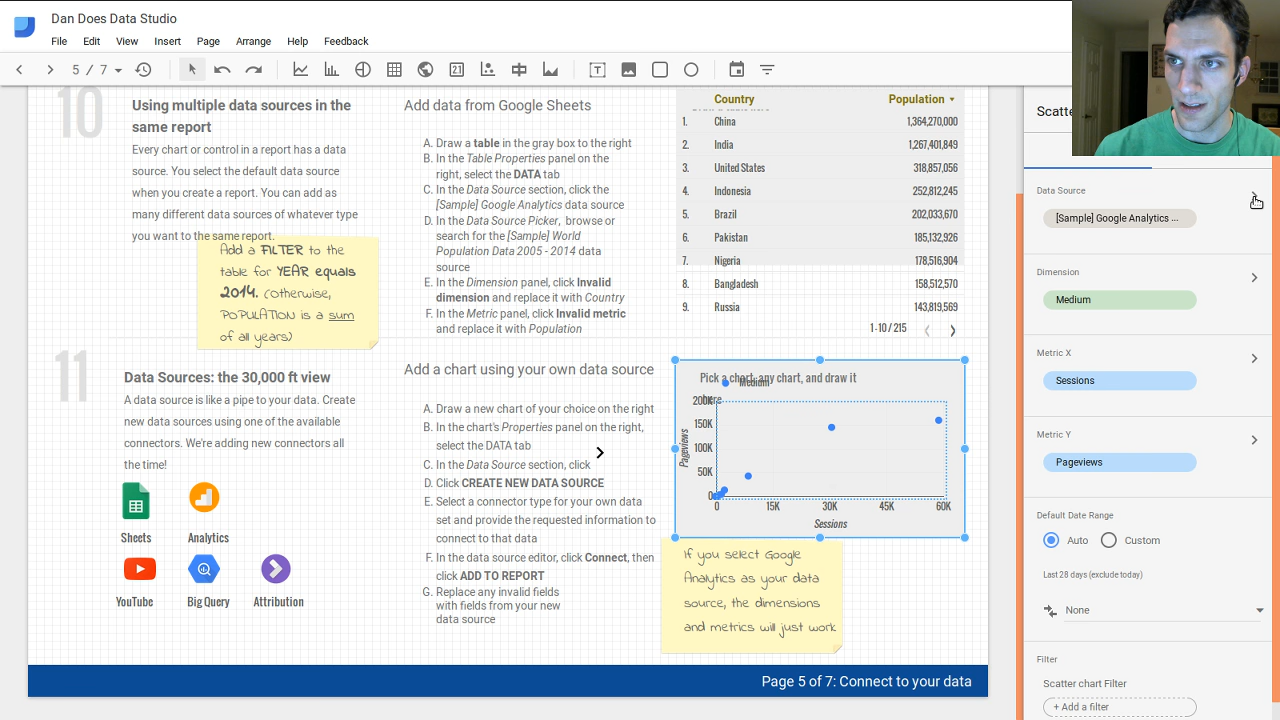 Dan Does Data Studio
File Edit View Insert Page Arrange Help Feedback
5 / 7
10
Using multiple data sources in the
same report
Every chart or control in a report has a data
source. You select the default data source
when you create a report. You can add as
many different data sources of whatever type
you want to the same report.
Add a FILTER to the
table for YEAR equals
2014. (Otherwise,
POPULATION is a sum
of all years)
Add data from Google Sheets
A. Draw a table in the gray box to the right
B. In the Table Properties panel on the
right, select the DATA tab
C. In the Data Source section, click the
[Sample] Google Analytics data source
D. In the Data Source Picker, browse or
search for the [Sample] World
Population Data 2005 - 2014 data
source
E. In the Dimension panel, click Invalid
dimension and replace it with Country
F. In the Metric panel, click Invalid metric
and replace it with Population
Country Population
1. China 1,364,270,000
2. India 1,267,401,849
3. United States 318,857,056
4. Indonesia 252,812,245
5. Brazil 202,033,670
6. Pakistan 185,132,926
7. Nigeria 178,516,904
8. Bangladesh 158,512,570
9. Russia 143,819,569
1-10 / 215
11
Data Sources: the 30,000 ft view
A data source is like a pipe to your data. Create
new data sources using one of the available
connectors. We're adding new connectors all
the time!
Sheets Analytics
YouTube Big Query Attribution
Add a chart using your own data source
A. Draw a new chart of your choice on the right
B. In the chart's Properties panel on the right,
select the DATA tab
C. In the Data Source section, click
D. Click CREATE NEW DATA SOURCE
E. Select a connector type for your own data
set and provide the requested information to
connect to that data
F. In the data source editor, click Connect, then
click ADD TO REPORT
G. Replace any invalid fields
with fields from your new
data source
Pick a chart, any chart, and draw it
here
Medium
200K
150K
100K
50K
0
Pageviews
0 15K 30K 45K 60K
Sessions
If you select Google
Analytics as your data
source, the dimensions
and metrics will just work
Page 5 of 7: Connect to your data
Data Source
[Sample] Google Analytics ...
Dimension
Medium
Metric X
Sessions
Metric Y
Pageviews
Default Date Range
Auto Custom
Last 28 days (exclude today)
None
Filter
Scatter chart Filter
+ Add a filter